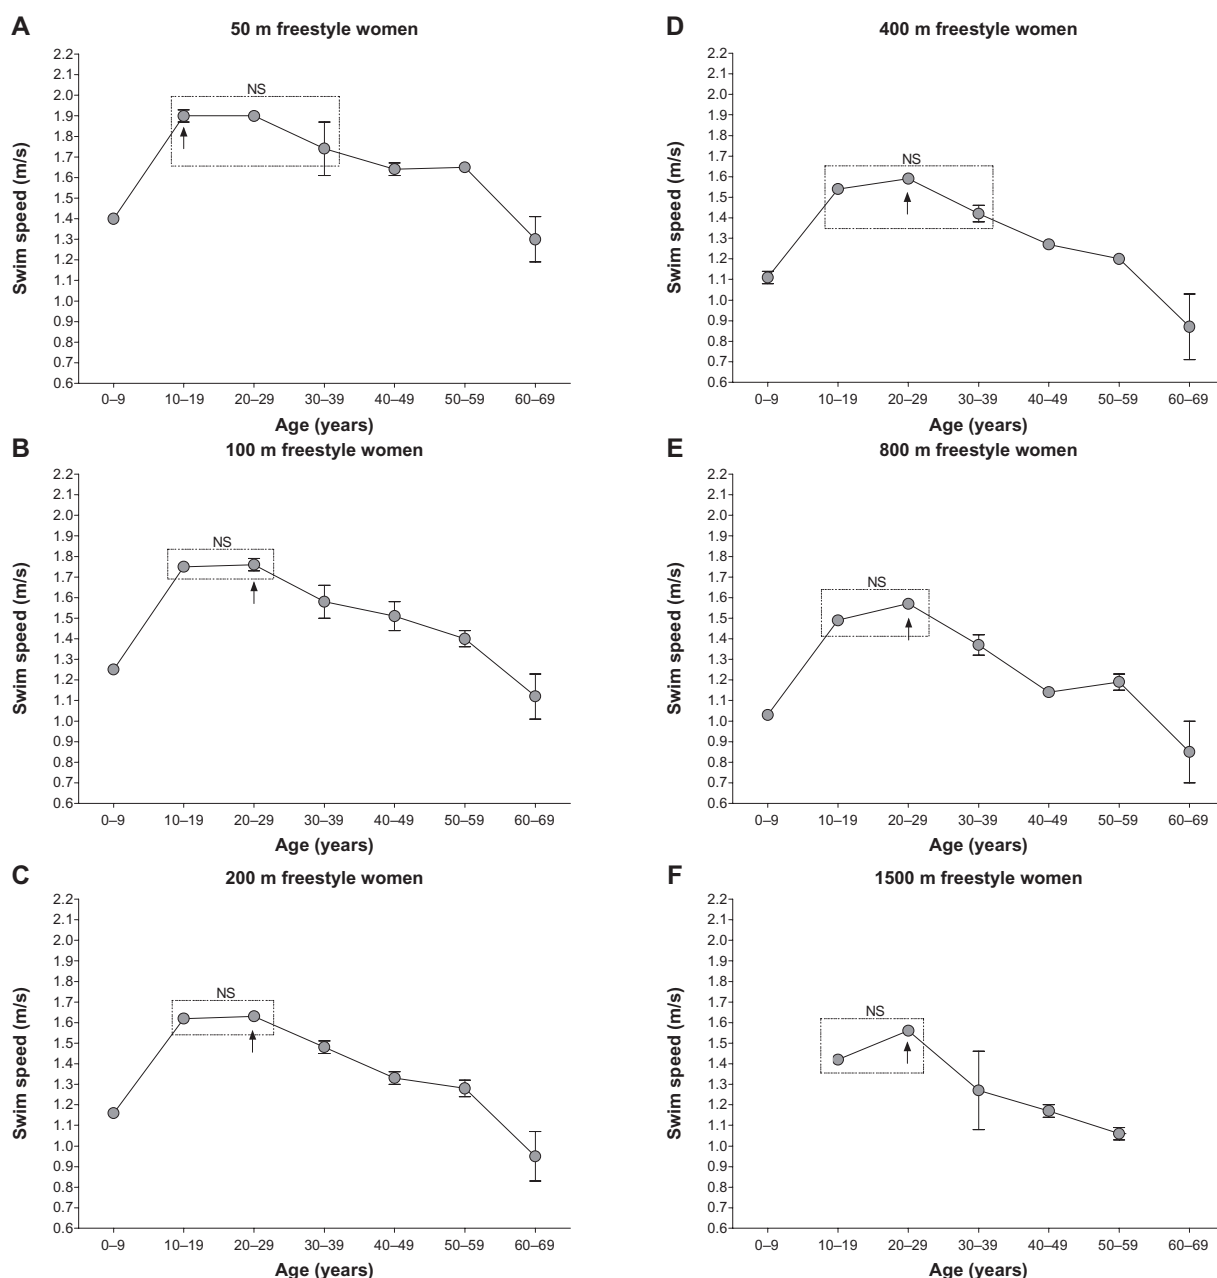 A
50 m freestyle women
2.2
2.1
2.0
1.9
1.8
1.7
1.6
1.5
1.4
1.3
1.2
1.1
1.0
0.9
0.8
0.7
0.6
Swim speed (m/s)
NS
0–9 10–19 20–29 30–39 40–49 50–59 60–69
Age (years)
B
100 m freestyle women
2.2
2.1
2.0
1.9
1.8
1.7
1.6
1.5
1.4
1.3
1.2
1.1
1.0
0.9
0.8
0.7
0.6
Swim speed (m/s)
NS
0–9 10–19 20–29 30–39 40–49 50–59 60–69
Age (years)
C
200 m freestyle women
2.2
2.1
2.0
1.9
1.8
1.7
1.6
1.5
1.4
1.3
1.2
1.1
1.0
0.9
0.8
0.7
0.6
Swim speed (m/s)
NS
0–9 10–19 20–29 30–39 40–49 50–59 60–69
Age (years)
D
400 m freestyle women
2.2
2.1
2.0
1.9
1.8
1.7
1.6
1.5
1.4
1.3
1.2
1.1
1.0
0.9
0.8
0.7
0.6
Swim speed (m/s)
NS
0–9 10–19 20–29 30–39 40–49 50–59 60–69
Age (years)
E
800 m freestyle women
2.2
2.1
2.0
1.9
1.8
1.7
1.6
1.5
1.4
1.3
1.2
1.1
1.0
0.9
0.8
0.7
0.6
Swim speed (m/s)
NS
0–9 10–19 20–29 30–39 40–49 50–59 60–69
Age (years)
F
1500 m freestyle women
2.2
2.1
2.0
1.9
1.8
1.7
1.6
1.5
1.4
1.3
1.2
1.1
1.0
0.9
0.8
0.7
0.6
Swim speed (m/s)
NS
0–9 10–19 20–29 30–39 40–49 50–59 60–69
Age (years)